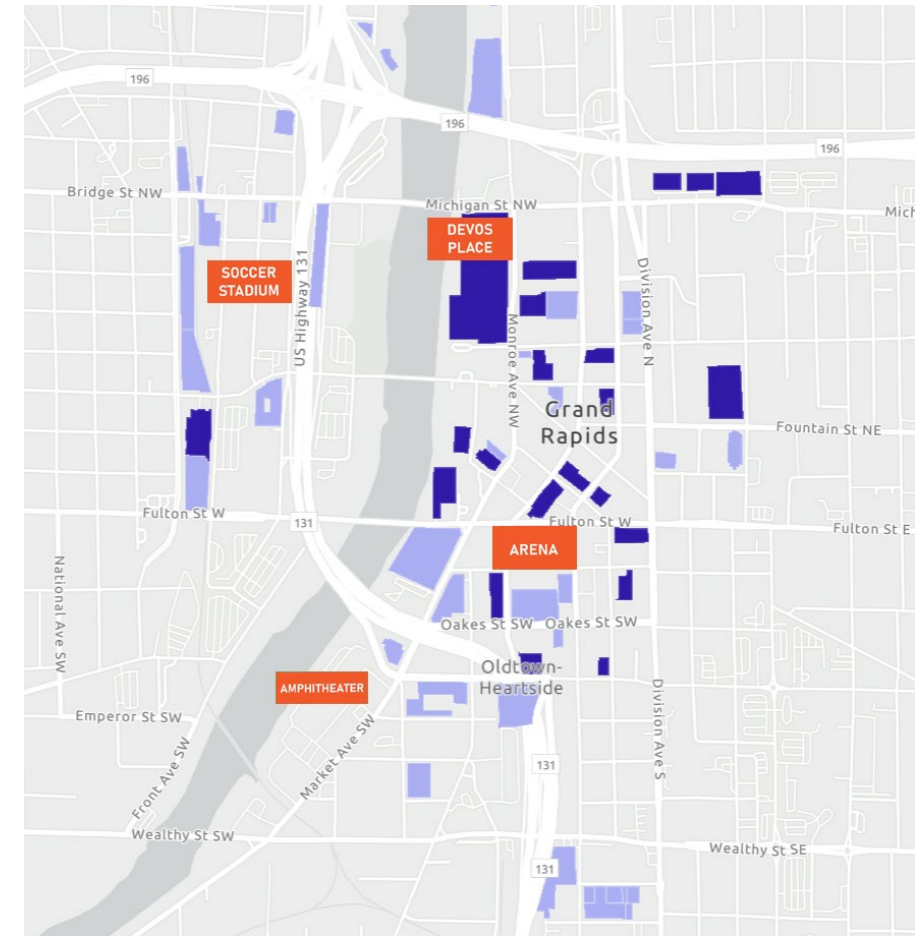 196
196
196
Bridge St NW
Michigan St NW
Mich
DEVOS
PLACE
SOCCER
STADIUM
US Highway 131
Division Ave N
Monroe Ave NW
Grand
Rapids
Fountain St NE
Fulton St W
131
Fulton St W
Fulton St E
ARENA
National Ave SW
Oakes St SW
Oakes St SW
Oldtown-
Heartside
AMPHITHEATER
Emperor St SW
Front Ave SW
Market Ave SW
Division Ave S
131
Wealthy St SW
Wealthy St SE
131